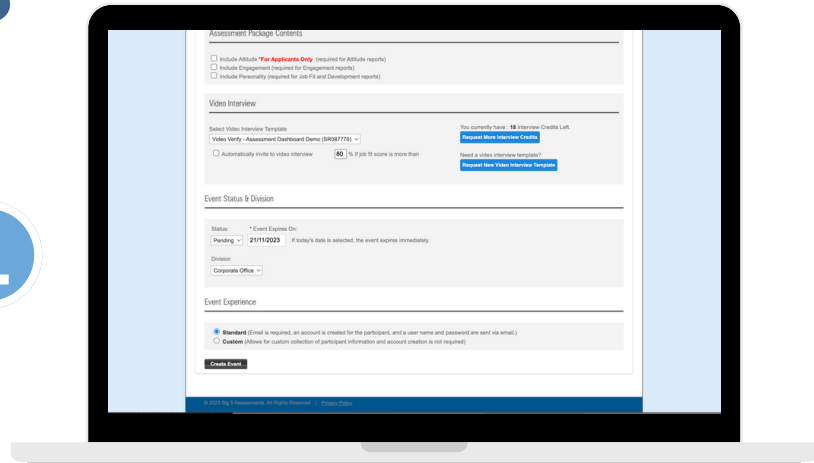 Assessment Package Contents
Include Attitude *For Applicants Only (required for Attitude reports)
Include Engagement (required for Engagement reports)
Include Personality (required for Job Fit and Development reports)
Video Interview
Select Video Interview Template
Video Verify - Assessment Dashboard Demo (SR087770)
Automatically invite to video interview 80 % If job fit score is more than
You currently have : 18 Interview Credits Left.
Request More Interview Credits
Need a video interview template?
Request New Video Interview Template
Event Status & Division
Status: * Event Expires On:
Pending 21/11/2023 If today's date is selected, the event expires immediately.
Division
Corporate Office
Event Experience
Standard (Email is required, an account is created for the participant, and a user name and password are sent via email.)
Custom (Allows for custom collection of participant information and account creation is not required)
Create Event
© 2023 Big 5 Assessments. All Rights Reserved. | Privacy Policy